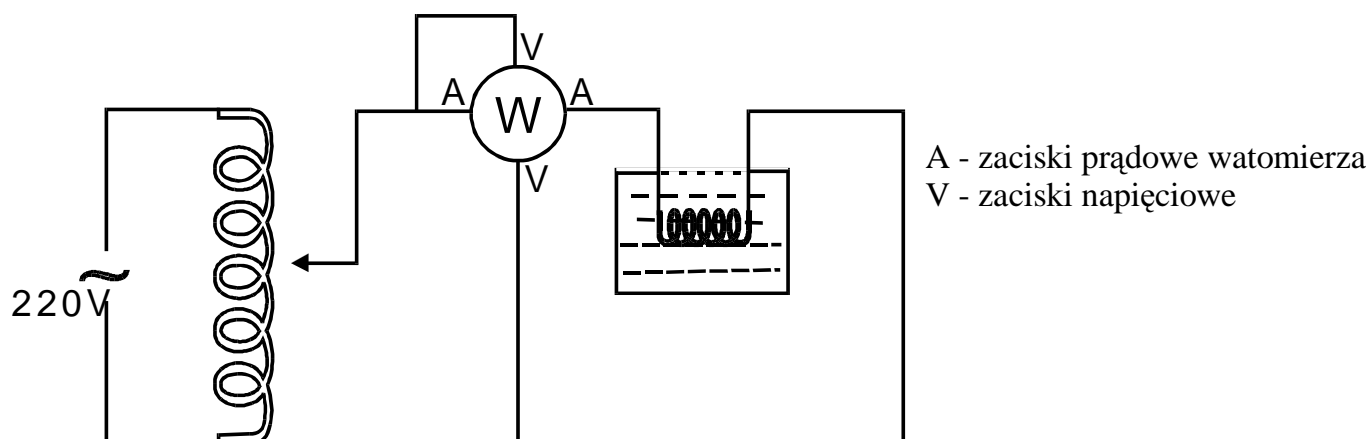 V
A
W
A
V
A - zaciski prądowe watomierza
V - zaciski napięciowe
~
220V